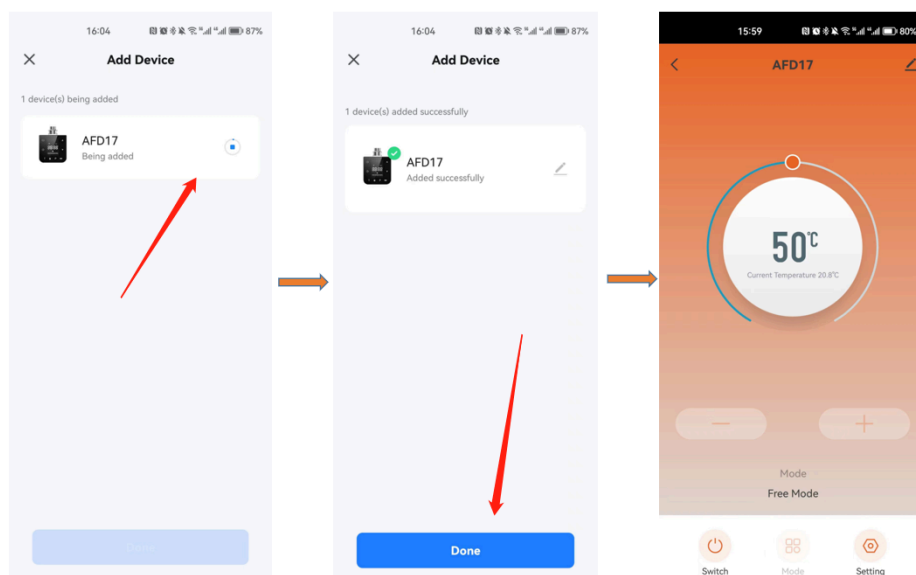 16:04
87%
Add Device
1 device(s) being added
AFD17
Being added
Done
16:04
87%
Add Device
1 device(s) added successfully
AFD17
Added successfully
Done
15:59
80%
AFD17
50℃
Current Temperature 20.8℃
Mode
Free Mode
Switch
Mode
Setting